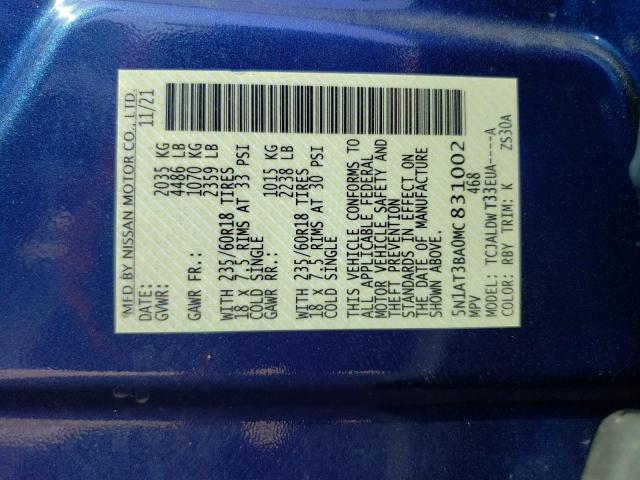 MFD BY NISSAN MOTOR CO., LTD.
DATE: 11/21
GVWR: 2035 KG
4486 LB
GAWR FR.: 1070 KG
2359 LB
WITH 235/60R18 TIRES
18 X 7.5 RIMS AT 33 PSI
COLD SINGLE
GAWR RR.: 1015 KG
2238 LB
WITH 235/60R18 TIRES
18 X 7.5 RIMS AT 30 PSI
COLD SINGLE
THIS VEHICLE CONFORMS TO
ALL APPLICABLE FEDERAL
MOTOR VEHICLE SAFETY AND
THEFT PREVENTION
STANDARDS IN EFFECT ON
THE DATE OF MANUFACTURE
SHOWN ABOVE.
5N1AT3BA0MC831002
MPV 468
MODEL: TCJALDW T33EUA----A
COLOR: RBY TRIM: K ZS30A